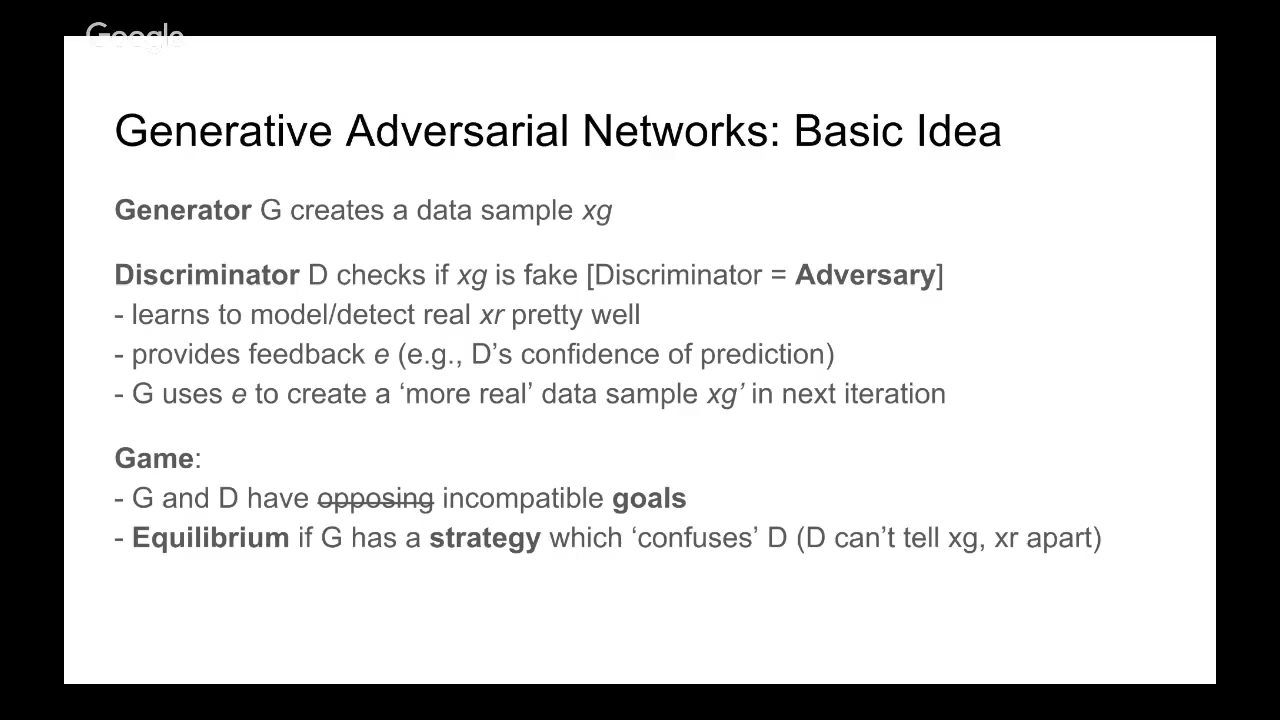 Google
Generative Adversarial Networks: Basic Idea
Generator G creates a data sample xg
Discriminator D checks if xg is fake [Discriminator = Adversary]
- learns to model/detect real xr pretty well
- provides feedback e (e.g., D’s confidence of prediction)
- G uses e to create a ‘more real’ data sample xg’ in next iteration
Game:
- G and D have opposing incompatible goals
- Equilibrium if G has a strategy which ‘confuses’ D (D can’t tell xg, xr apart)